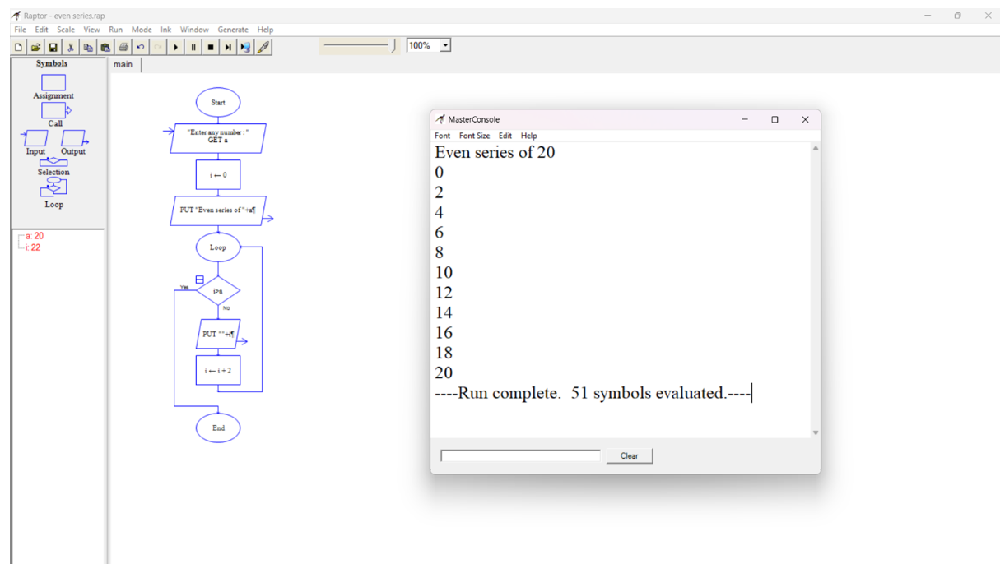 Raptor - even series.rap
File Edit Scale View Run Mode Ink Window Generate Help
100%
Symbols
Assignment
Call
Input Output
Selection
Loop
a: 20
i: 22
main
Start
"Enter any number : "
GET a
i ← 0
PUT "Even series of "+a¶
Loop
Yes
i>a
No
PUT ""+i¶
i ← i + 2
End
MasterConsole
Font Font Size Edit Help
Even series of 20
0
2
4
6
8
10
12
14
16
18
20
----Run complete.  51 symbols evaluated.----
Clear